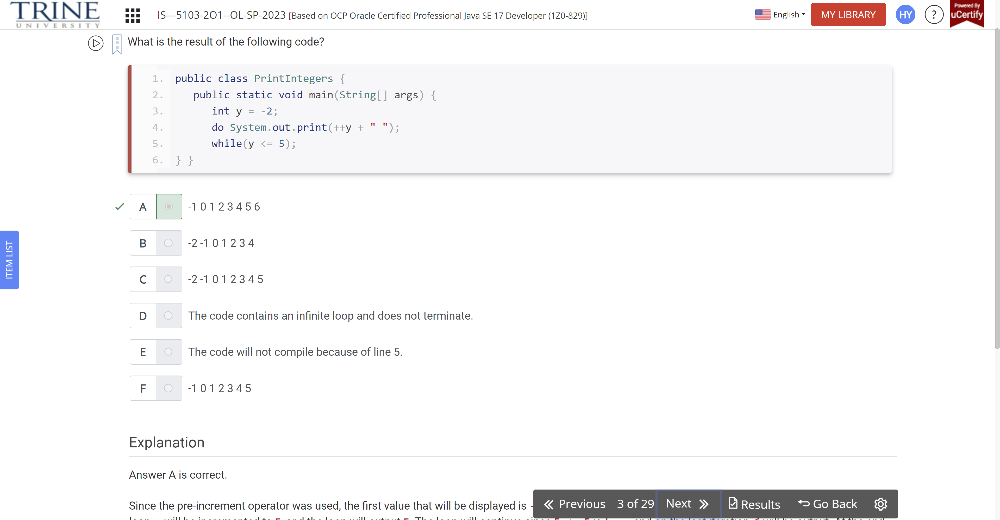 TRINE
UNIVERSITY
IS---5103-2O1--OL-SP-2023 [Based on OCP Oracle Certified Professional Java SE 17 Developer (1Z0-829)]
English
MY LIBRARY
HY
?
Powered By
uCertify
What is the result of the following code?
1. public class PrintIntegers {
2. public static void main(String[] args) {
3. int y = -2;
4. do System.out.print(++y + " ");
5. while(y <= 5);
6. } }
A -1 0 1 2 3 4 5 6
B -2 -1 0 1 2 3 4
C -2 -1 0 1 2 3 4 5
D The code contains an infinite loop and does not terminate.
E The code will not compile because of line 5.
F -1 0 1 2 3 4 5
ITEM LIST
Explanation
Answer A is correct.
Since the pre-increment operator was used, the first value that will be displayed is
Previous 3 of 29 Next Results Go Back